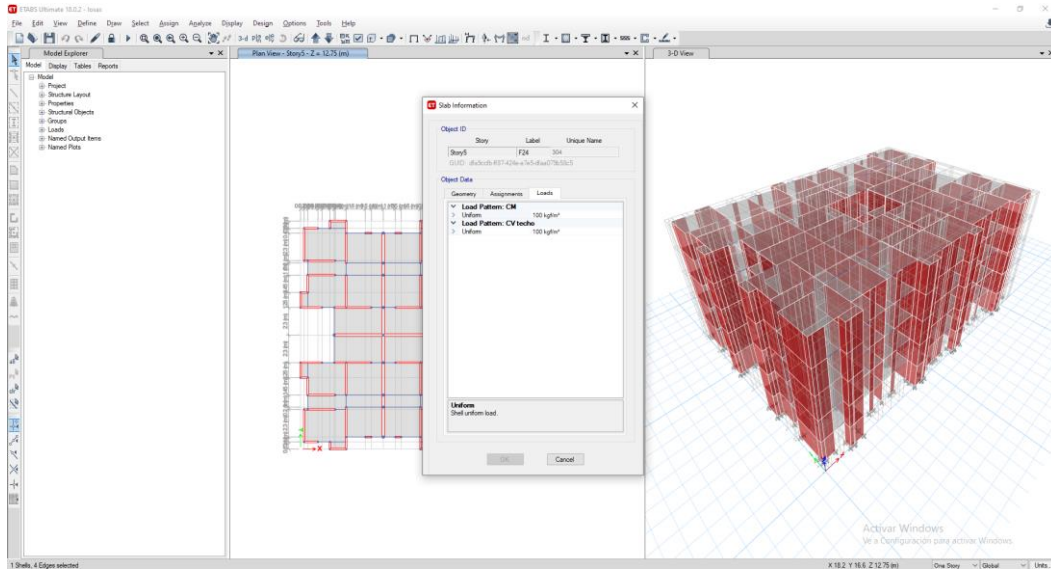 ETABS Ultimate 18.0.2 - losas
File Edit View Define Draw Select Assign Analyze Display Design Options Tools Help
Model Explorer
Model Display Tables Reports
Model
Project
Structure Layout
Properties
Structural Objects
Groups
Loads
Named Output Items
Named Plots
Plan View - Story5 - Z = 12.75 (m)
X
3-D View
Slab Information
Object ID
Story Label Unique Name
Story5 F24 304
GUID:
Object Data
Geometry Assignments Loads
Load Pattern: CM
Uniform 100 kgf/m²
Load Pattern: CV techo
Uniform 100 kgf/m²
Uniform
Shell uniform load.
OK Cancel
Activar Windows
Ve a Configuración para activar Windows.
1 Shells, 4 Edges selected
X 18.2 Y 16.6 Z 12.75 (m) One Story Global Units...